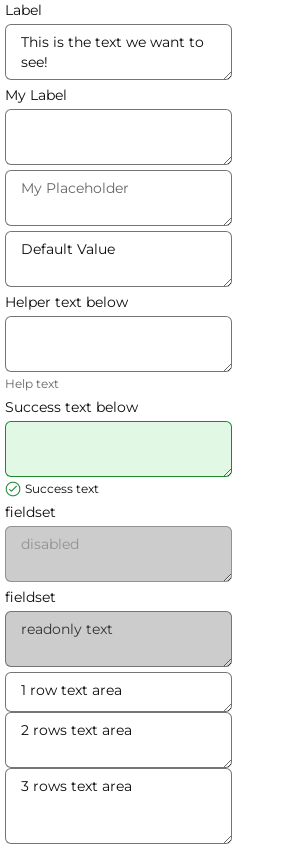 Label
This is the text we want to
see!
My Label
My Placeholder
Default Value
Helper text below
Help text
Success text below
Success text
fieldset
disabled
fieldset
readonly text
1 row text area
2 rows text area
3 rows text area